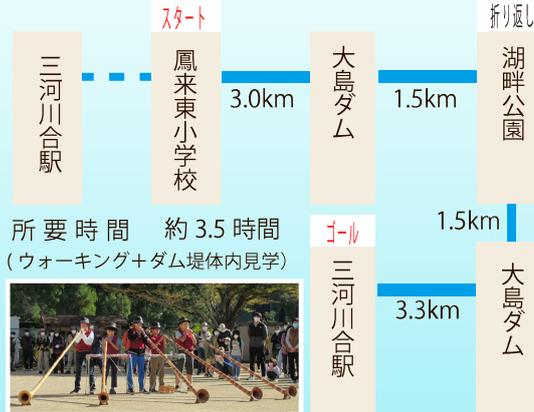 スタート
折り返し
三河川合駅
鳳来東小学校
3.0km
大島ダム
1.5km
湖畔公園
1.5km
大島ダム
3.3km
ゴール
三河川合駅
所要時間 約3.5時間
(ウォーキング＋ダム堤体内見学)